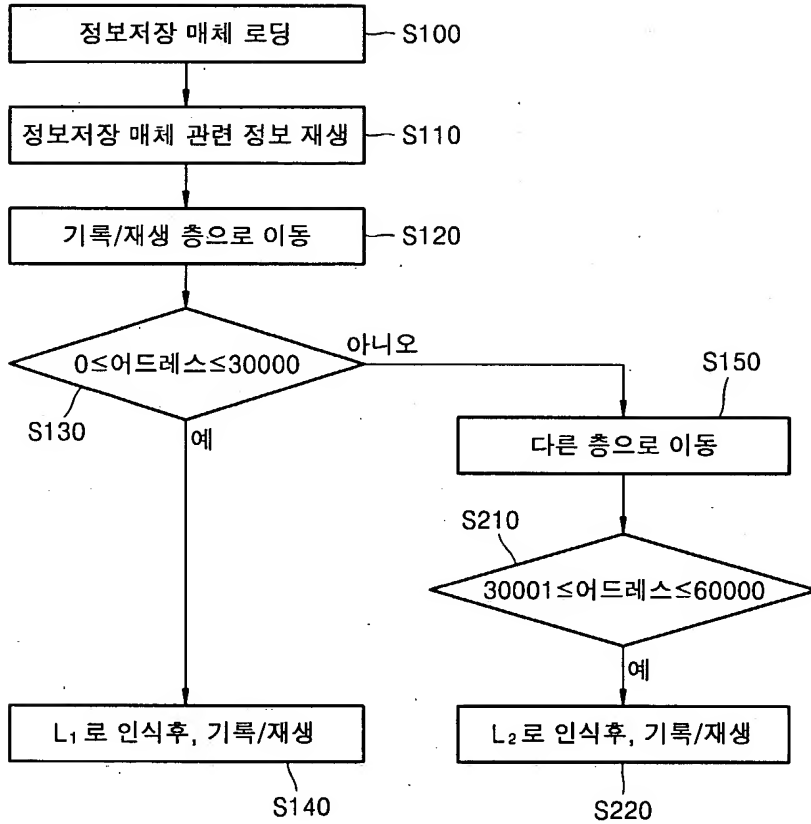 정보저장 매체 로딩
S100
정보저장 매체 관련 정보 재생
S110
기록/재생 층으로 이동
S120
0≤어드레스≤30000
아니오
S130
예
S150
다른 층으로 이동
S210
30001≤어드레스≤60000
예
L₁로 인식후, 기록/재생
S140
L₂로 인식후, 기록/재생
S220